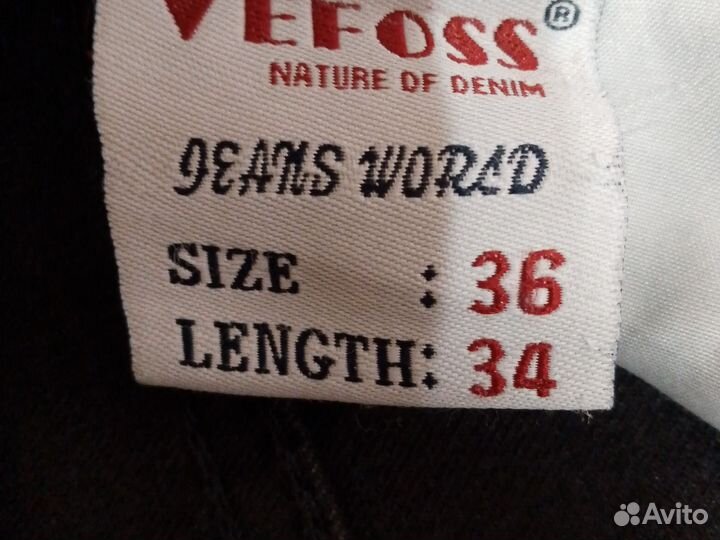 VEFOSS®
NATURE OF DENIM
JEANS WORLD
SIZE : 36
LENGTH: 34
Avito